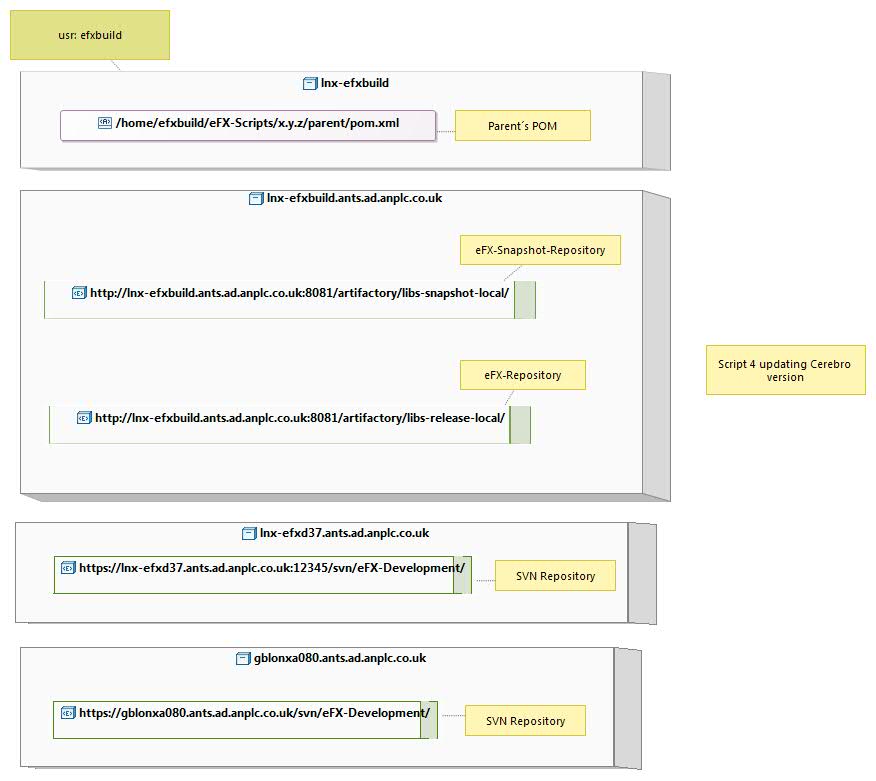 usr: efxbuild
lnx-efxbuild
/home/efxbuild/eFX-Scripts/x.y.z/parent/pom.xml
Parent´s POM
lnx-efxbuild.ants.ad.anplc.co.uk
eFX-Snapshot-Repository
http://lnx-efxbuild.ants.ad.anplc.co.uk:8081/artifactory/libs-snapshot-local/
eFX-Repository
http://lnx-efxbuild.ants.ad.anplc.co.uk:8081/artifactory/libs-release-local/
Script 4 updating Cerebro
version
lnx-efxd37.ants.ad.anplc.co.uk
https://lnx-efxd37.ants.ad.anplc.co.uk:12345/svn/eFX-Development/
SVN Repository
gblonxa080.ants.ad.anplc.co.uk
https://gblonxa080.ants.ad.anplc.co.uk/svn/eFX-Development/
SVN Repository